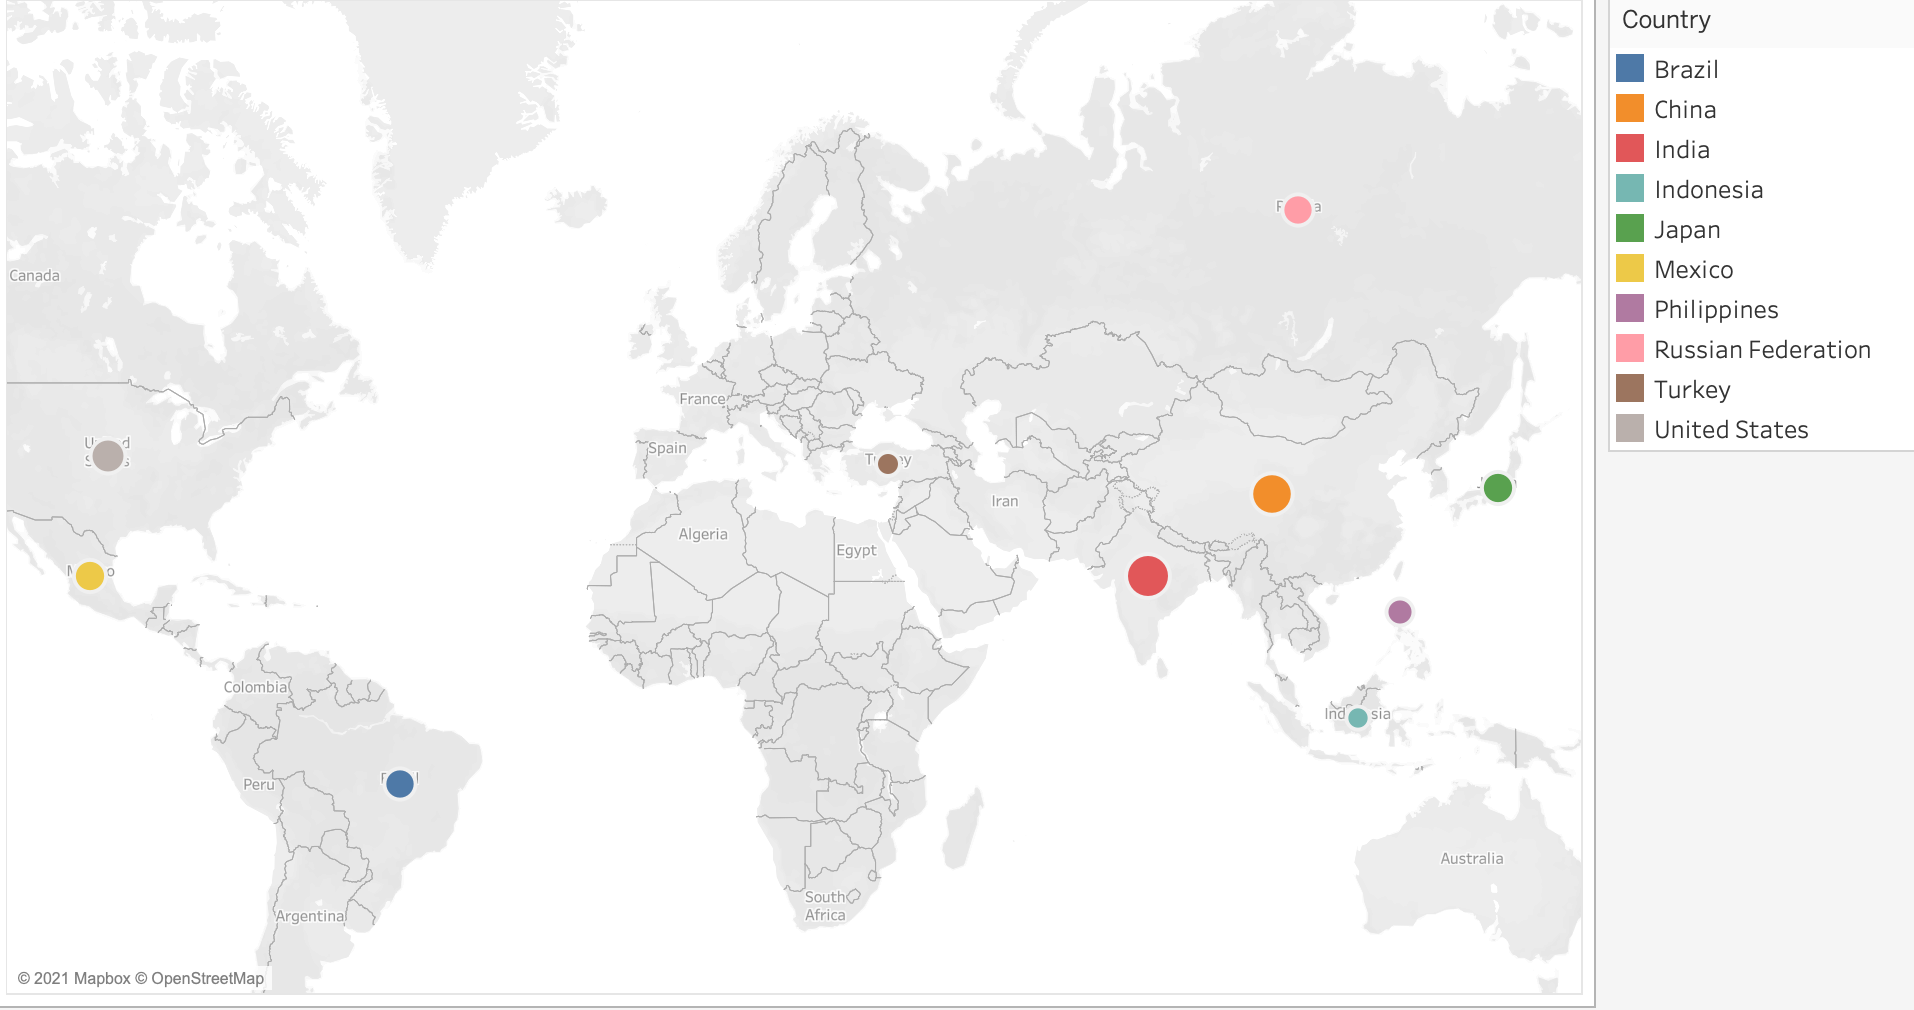 Country
Brazil
China
India
Indonesia
Japan
Mexico
Philippines
Russian Federation
Turkey
United States
Canada
France
Spain
Iran
Algeria
Egypt
Colombia
Peru
Argentina
South
Africa
Australia
© 2021 Mapbox © OpenStreetMap